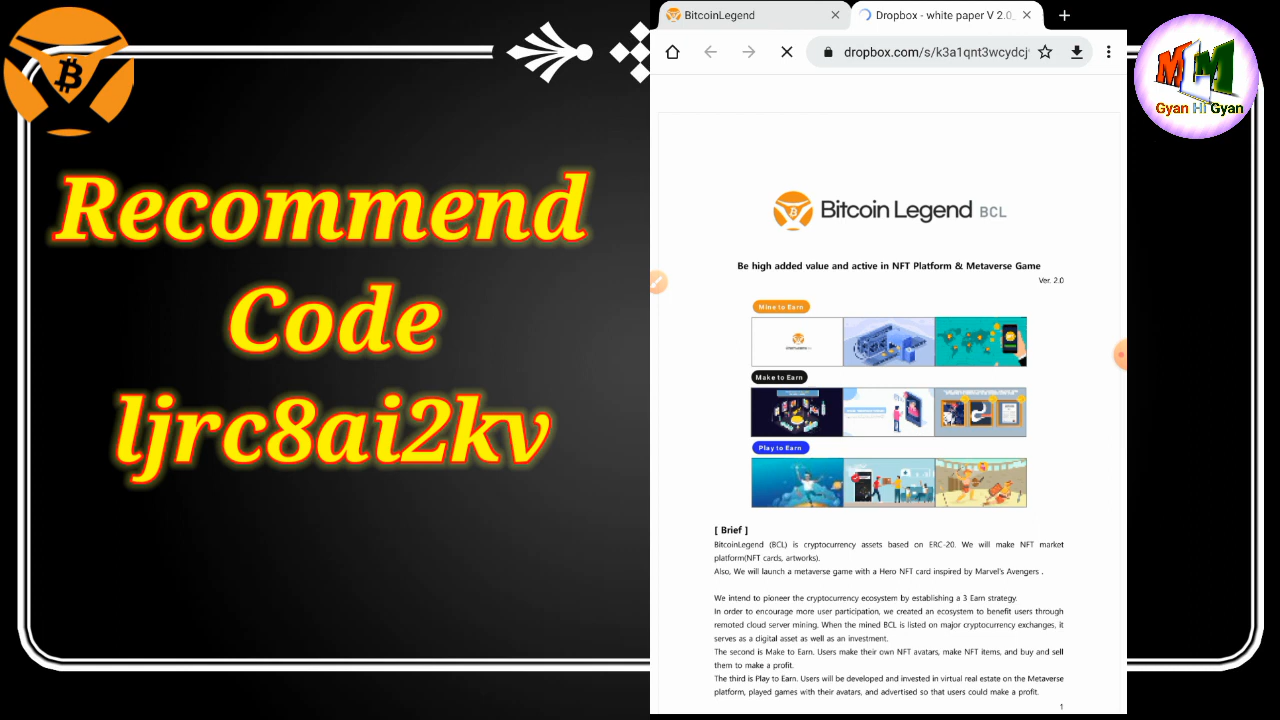 Recommend
Code
ljrc8ai2kv
BitcoinLegend
Dropbox - white paper V 2.0_
dropbox.com/s/k3a1qnt3wcydcj
MHM
Gyan Hi Gyan
Bitcoin Legend BCL
Be high added value and active in NFT Platform & Metaverse Game
Ver. 2.0
Mine to Earn
Make to Earn
Play to Earn
[ Brief ]
BitcoinLegend (BCL) is cryptocurrency assets based on ERC-20. We will make NFT market
platform(NFT cards, artworks).
Also, We will launch a metaverse game with a Hero NFT card inspired by Marvel's Avengers .
We intend to pioneer the cryptocurrency ecosystem by establishing a 3 Earn strategy.
In order to encourage more user participation, we created an ecosystem to benefit users through
remoted cloud server mining. When the mined BCL is listed on major cryptocurrency exchanges, it
serves as a digital asset as well as an investment.
The second is Make to Earn. Users make their own NFT avatars, make NFT items, and buy and sell
them to make a profit.
The third is Play to Earn. Users will be developed and invested in virtual real estate on the Metaverse
platform, played games with their avatars, and advertised so that users could make a profit.
1